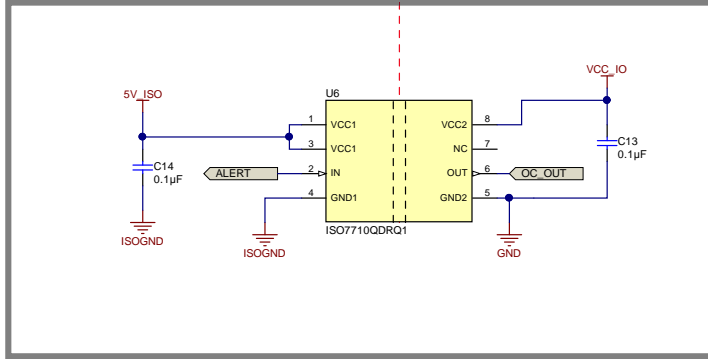 VCC_IO
5V_ISO
U6
1
VCC1
VCC2
8
C13
0.1µF
3
VCC1
NC
7
C14
0.1µF
ALERT
2
IN
OUT
6
OC_OUT
4
GND1
GND2
5
ISO7710QDRQ1
ISOGND
ISOGND
GND